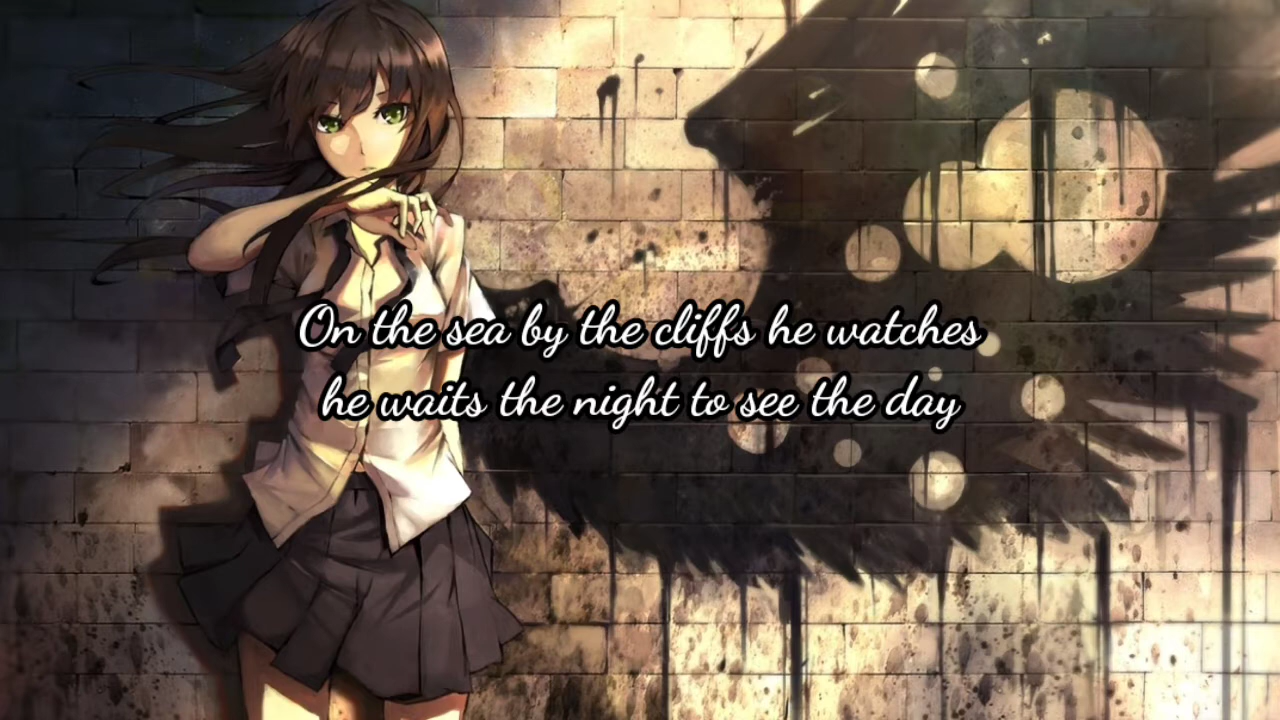 On the sea by the cliffs he watches
he waits the night to see the day